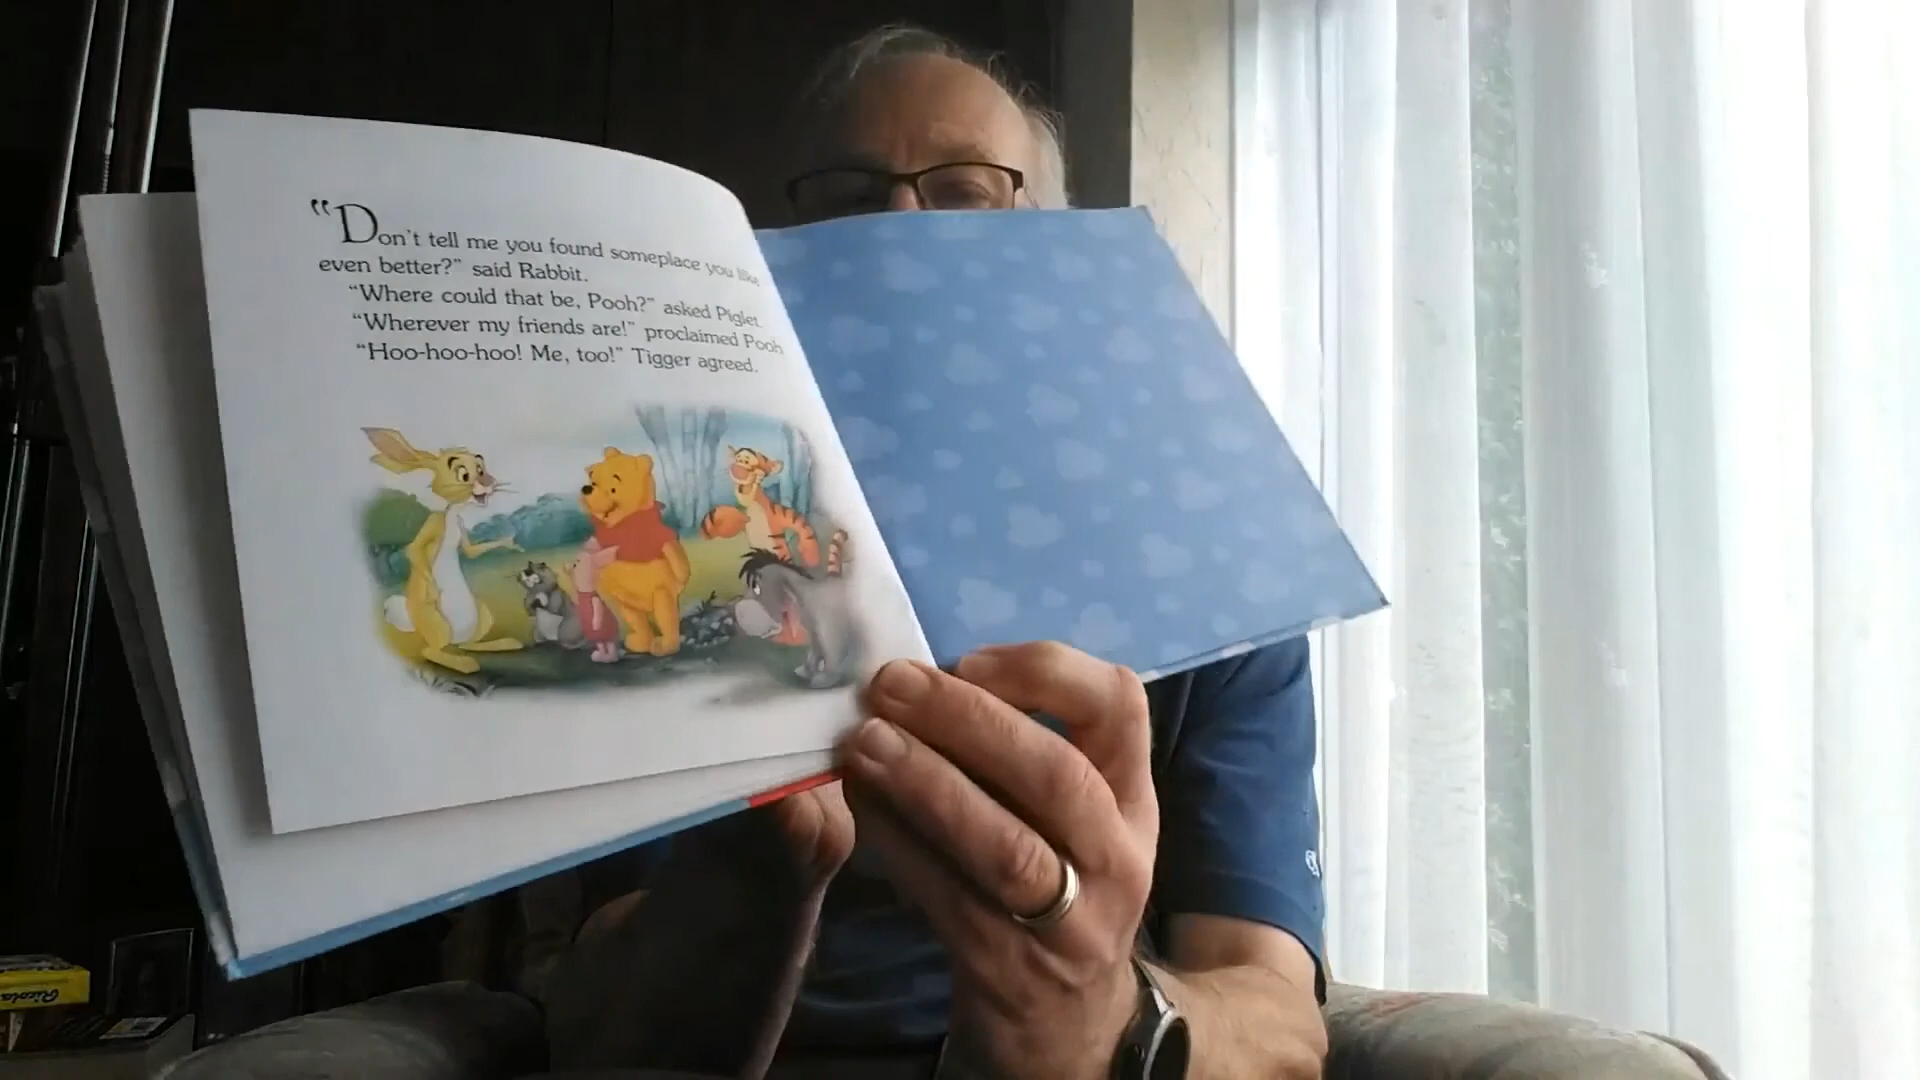 "Don't tell me you found someplace you like
even better?" said Rabbit.
"Where could that be, Pooh?" asked Piglet.
"Wherever my friends are!" proclaimed Pooh
"Hoo-hoo-hoo! Me, too!" Tigger agreed.
Ricola